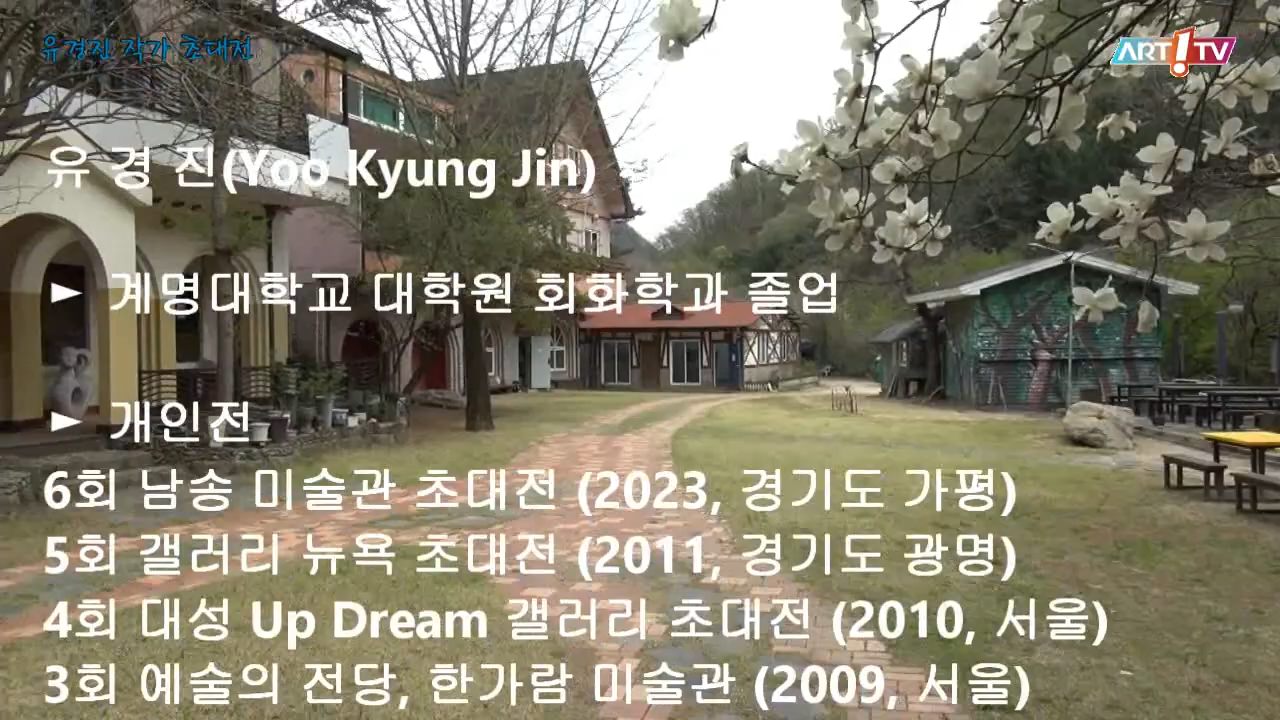 유경진 작가 초대전
ART!TV
유 경 진(Yoo Kyung Jin)
► 계명대학교 대학원 회화학과 졸업
► 개인전
6회 남송 미술관 초대전 (2023, 경기도 가평)
5회 갤러리 뉴욕 초대전 (2011, 경기도 광명)
4회 대성 Up Dream 갤러리 초대전 (2010, 서울)
3회 예술의 전당, 한가람 미술관 (2009, 서울)